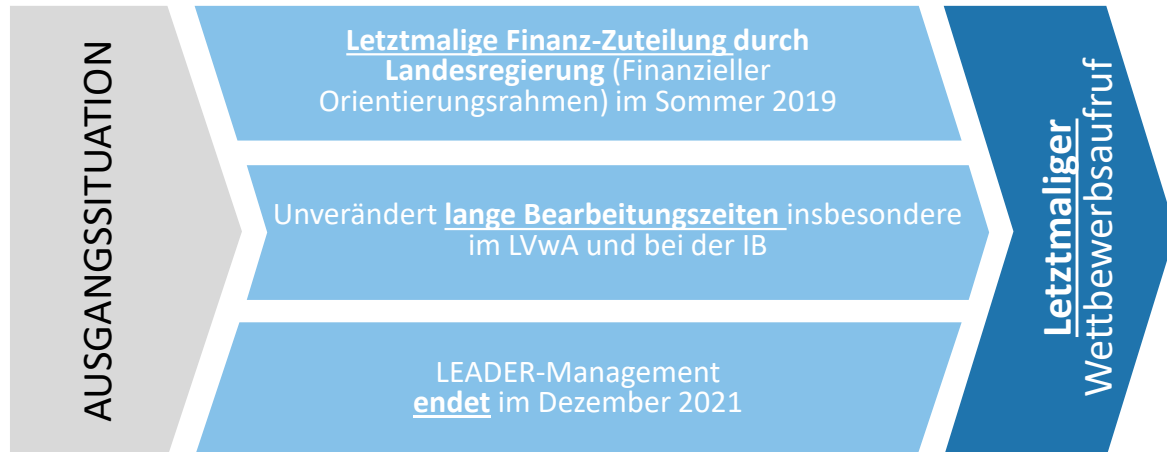 AUSGANGSSITUATION
Letztmalige Finanz-Zuteilung durch
Landesregierung (Finanzieller
Orientierungsrahmen) im Sommer 2019
Unverändert lange Bearbeitungszeiten insbesondere
im LVwA und bei der IB
LEADER-Management
endet im Dezember 2021
Letztmaliger
Wettbewerbsaufruf